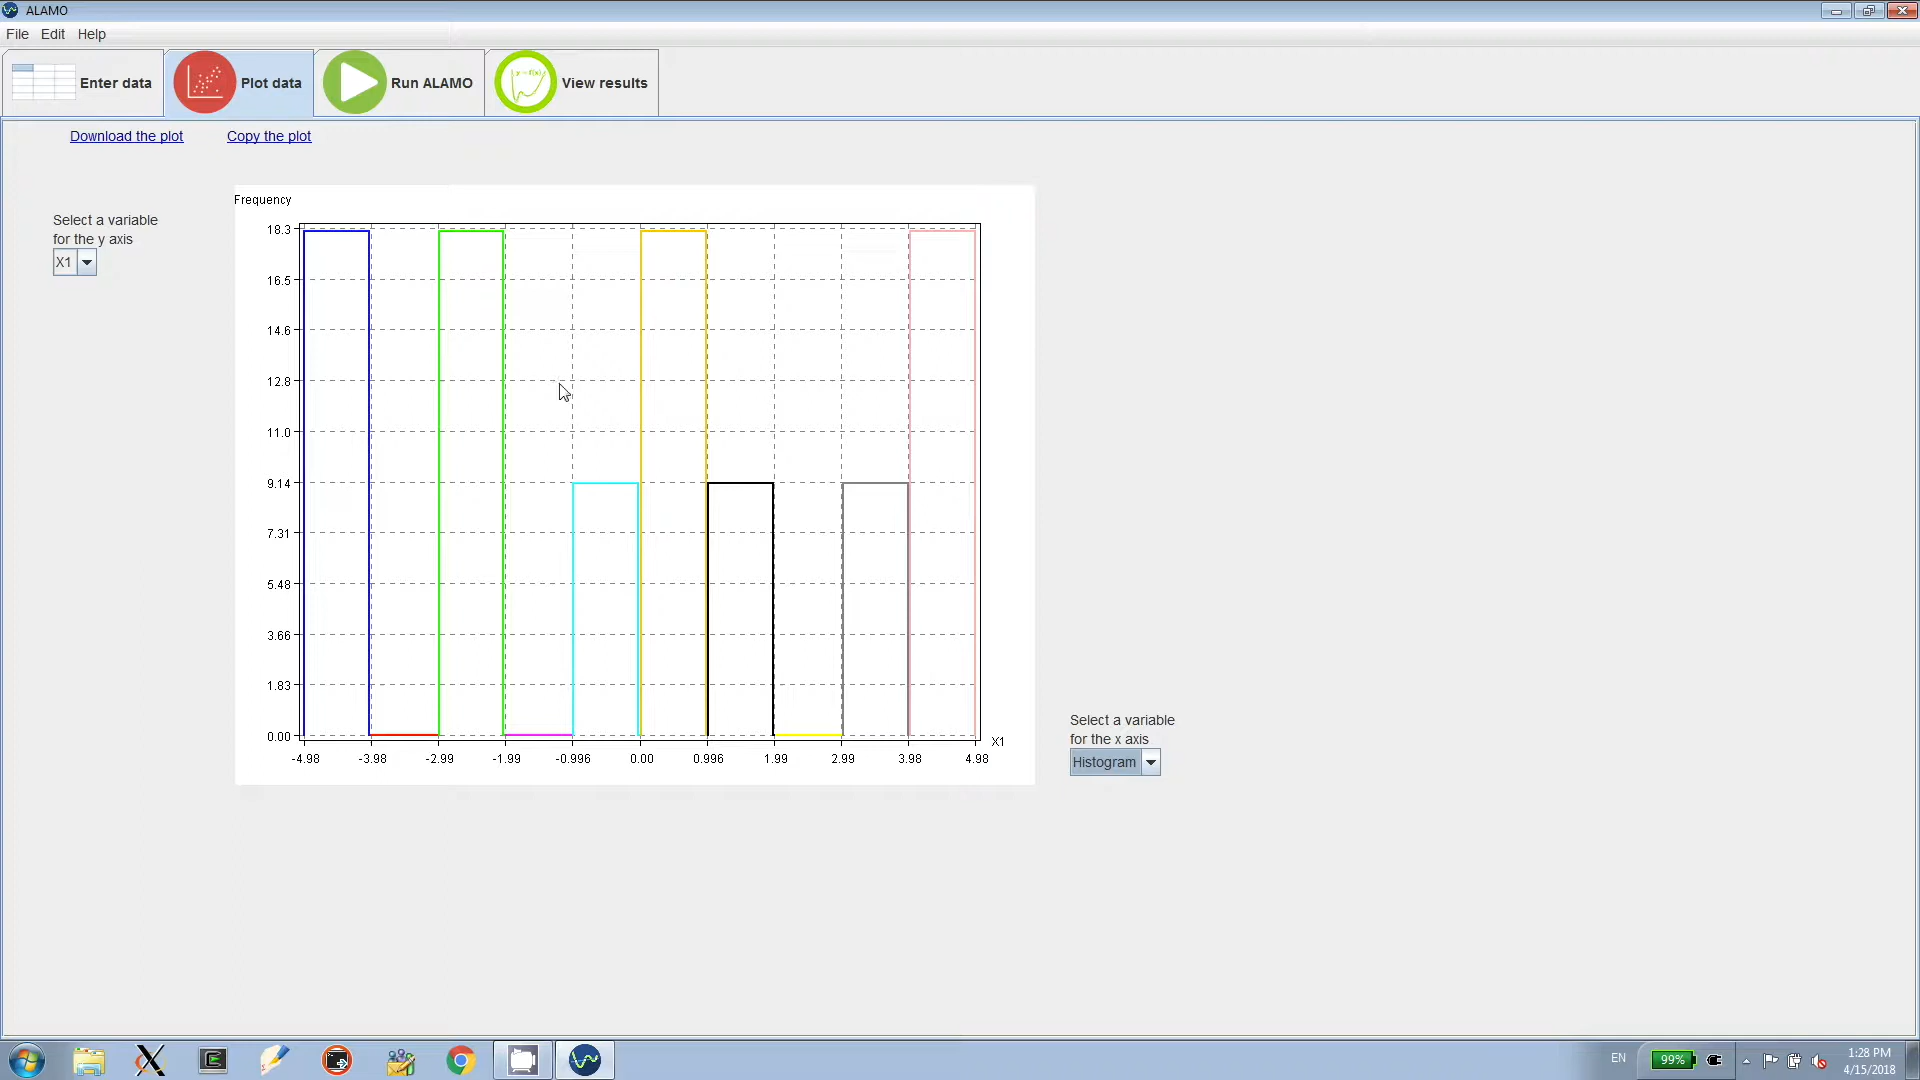 ALAMO
File Edit Help
Enter data Plot data Run ALAMO y = f(x) View results
Download the plot Copy the plot
Frequency
Select a variable
for the y axis
X1
18.3
16.5
14.6
12.8
11.0
9.14
7.31
5.48
3.66
1.83
0.00
-4.98 -3.98 -2.99 -1.99 -0.996 0.00 0.996 1.99 2.99 3.98 4.98
X1
Select a variable
for the x axis
Histogram
EN 99% 1:28 PM
4/15/2018